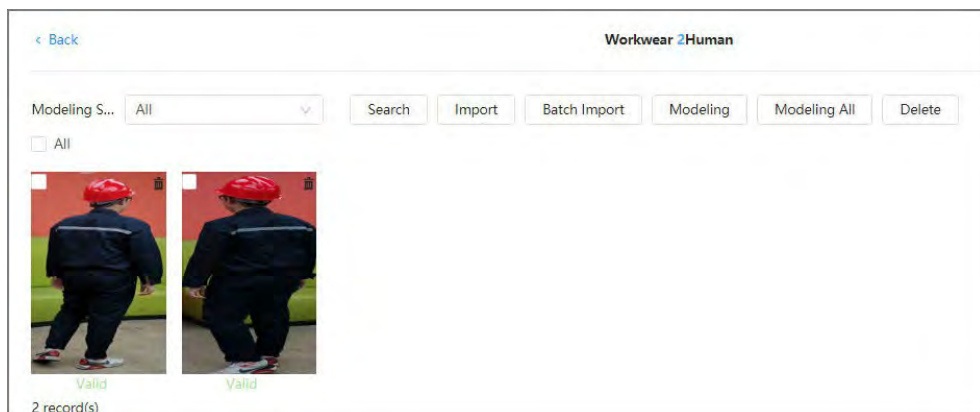 < Back
Workwear 2Human
Modeling S... All Search Import Batch Import Modeling Modeling All Delete
All
Valid Valid
2 record(s)